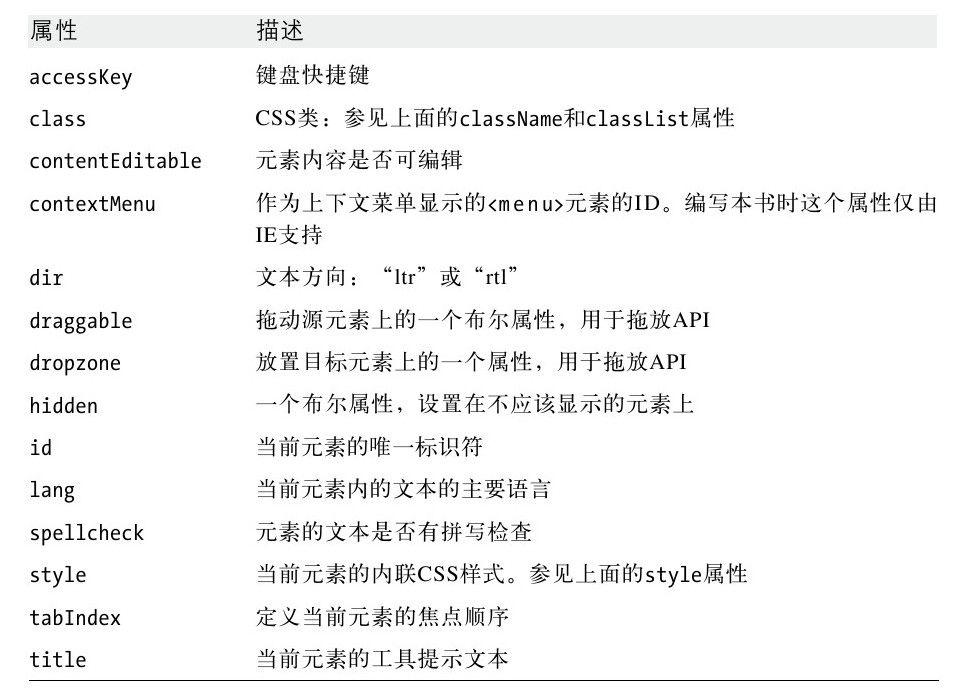 属性 描述
accessKey 键盘快捷键
class CSS类：参见上面的className和classList属性
contentEditable 元素内容是否可编辑
contextMenu 作为上下文菜单显示的<menu>元素的ID。编写本书时这个属性仅由
IE支持
dir 文本方向：“ltr”或“rtl”
draggable 拖动源元素上的一个布尔属性，用于拖放API
dropzone 放置目标元素上的一个属性，用于拖放API
hidden 一个布尔属性，设置在不应该显示的元素上
id 当前元素的唯一标识符
lang 当前元素内的文本的主要语言
spellcheck 元素的文本是否有拼写检查
style 当前元素的内联CSS样式。参见上面的style属性
tabIndex 定义当前元素的焦点顺序
title 当前元素的工具提示文本